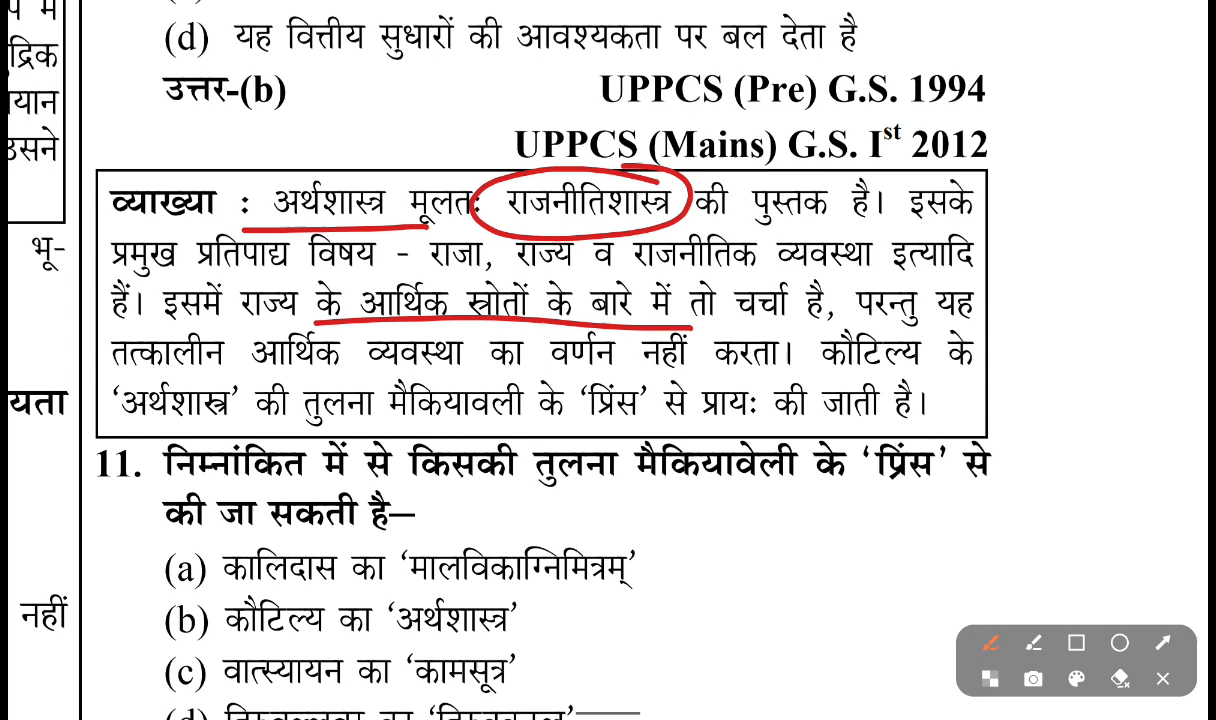 में
द्रिक
यान
उसने
भू-
यता
नहीं
(d) यह वित्तीय सुधारों की आवश्यकता पर बल देता है
उत्तर-(b) UPPCS (Pre) G.S. 1994
UPPCS (Mains) G.S. Ist 2012
व्याख्या : अर्थशास्त्र मूलतः राजनीतिशास्त्र की पुस्तक है। इसके
प्रमुख प्रतिपाद्य विषय - राजा, राज्य व राजनीतिक व्यवस्था इत्यादि
हैं। इसमें राज्य के आर्थिक स्रोतों के बारे में तो चर्चा है, परन्तु यह
तत्कालीन आर्थिक व्यवस्था का वर्णन नहीं करता। कौटिल्य के
‘अर्थशास्त्र’ की तुलना मैकियावली के ‘प्रिंस’ से प्रायः की जाती है।
11. निम्नांकित में से किसकी तुलना मैकियावेली के ‘प्रिंस’ से
की जा सकती है–
(a) कालिदास का ‘मालविकाग्निमित्रम्’
(b) कौटिल्य का ‘अर्थशास्त्र’
(c) वात्स्यायन का ‘कामसूत्र’